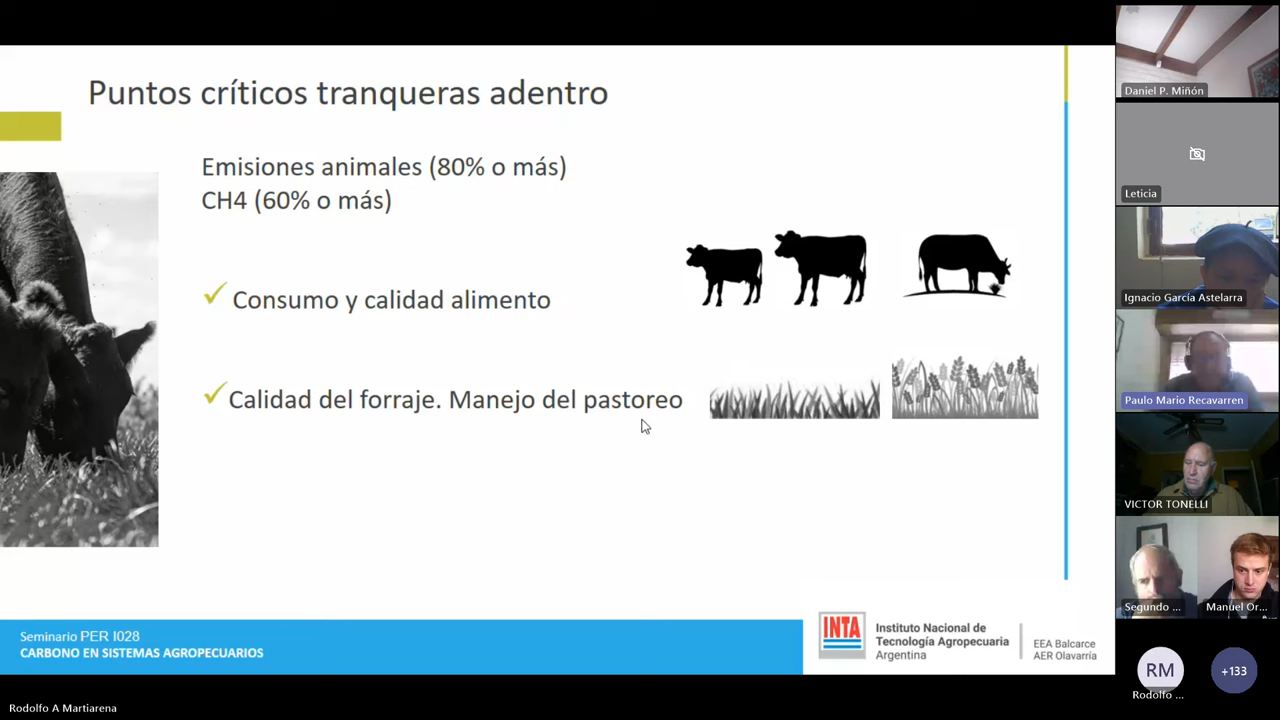 Puntos críticos tranqueras adentro
Emisiones animales (80% o más)
CH4 (60% o más)
Consumo y calidad alimento
Calidad del forraje. Manejo del pastoreo
Seminario PER I028
CARBONO EN SISTEMAS AGROPECUARIOS
INTA
Instituto Nacional de
Tecnología Agropecuaria
Argentina
EEA Balcarce
AER Olavarría
Rodolfo A Martiarena
Daniel P. Miñón
Leticia
Ignacio García Astelarra
Paulo Mario Recavarren
VICTOR TONELLI
Segundo ...
Manuel Or...
RM
Rodolfo ...
+133